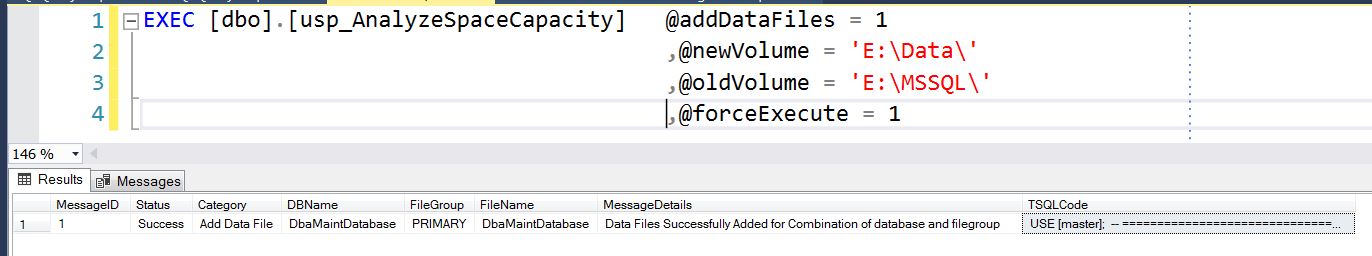 1 EXEC [dbo].[usp_AnalyzeSpaceCapacity] @addDataFiles = 1
2 ,@newVolume = 'E:\Data\'
3 ,@oldVolume = 'E:\MSSQL\'
4 ,@forceExecute = 1
146 %
Results Messages
MessageID Status Category DBName FileGroup FileName MessageDetails TSQLCode
1 1 Success Add Data File DbaMaintDatabase PRIMARY DbaMaintDatabase Data Files Successfully Added for Combination of database and filegroup USE [master]; -- ==============================...